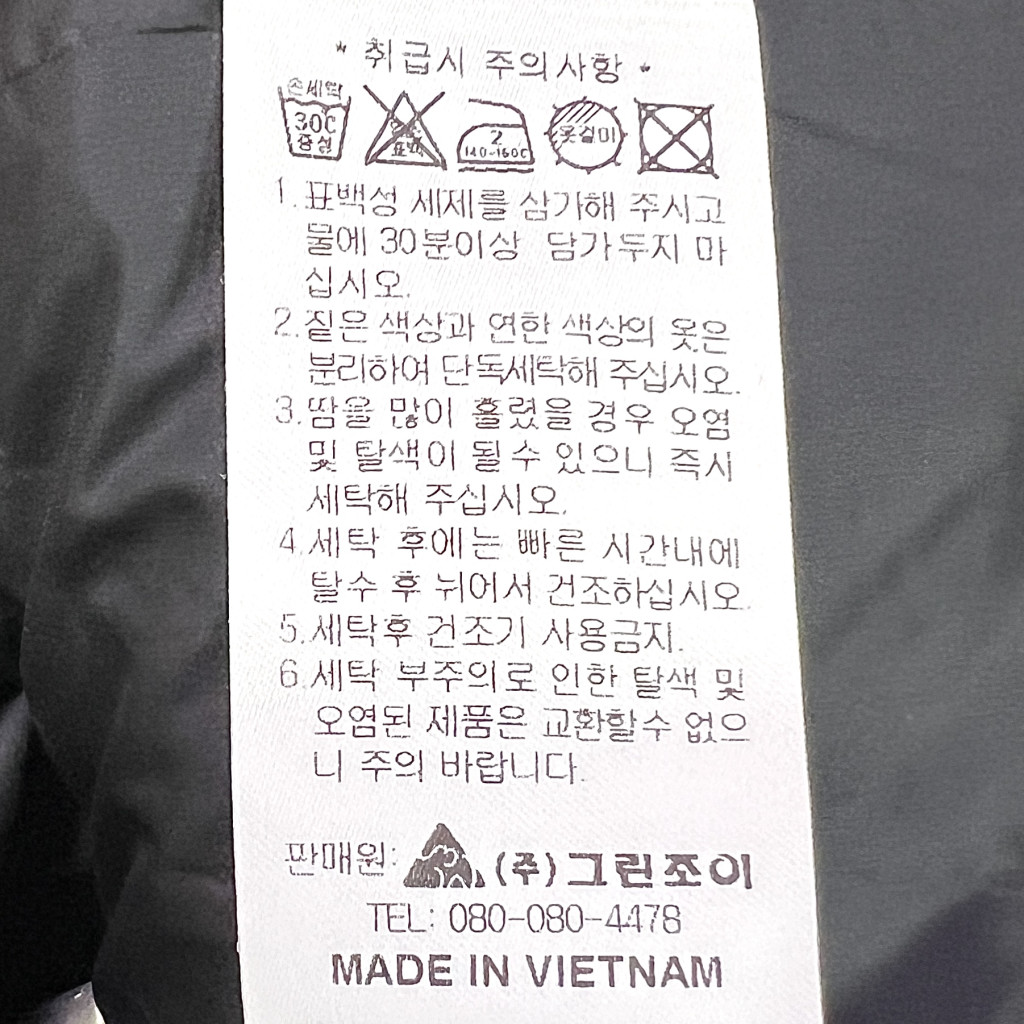 * 취급시 주의사항 *
손세탁
30C
중성
표백
2
140-160C
옷걸이
1. 표백성 세제를 삼가해 주시고
물에 30분이상 담가두지 마
십시오.
2. 짙은 색상과 연한 색상의 옷은
분리하여 단독세탁해 주십시오.
3. 땀을 많이 흘렸을 경우 오염
및 탈색이 될수 있으니 즉시
세탁해 주십시오.
4. 세탁 후에는 빠른 시간내에
탈수 후 뉘어서 건조하십시오.
5. 세탁후 건조기 사용금지.
6. 세탁 부주의로 인한 탈색 및
오염된 제품은 교환할수 없으
니 주의 바랍니다.
판매원: (주)그린조이
TEL: 080-080-4478
MADE IN VIETNAM